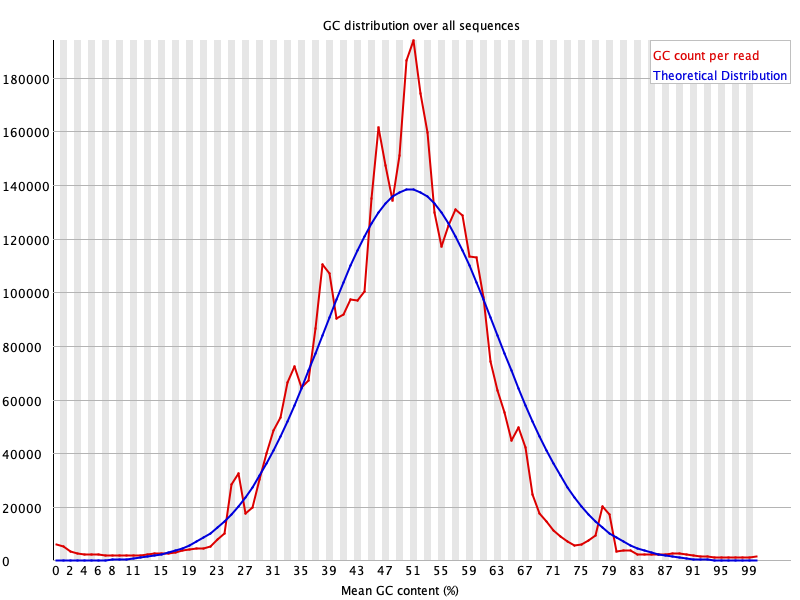 GC distribution over all sequences
GC count per read
Theoretical Distribution
180000
160000
140000
120000
100000
80000
60000
40000
20000
0
0 2 4 6 8 11 15 19 23 27 31 35 39 43 47 51 55 59 63 67 71 75 79 83 87 91 95 99
Mean GC content (%)